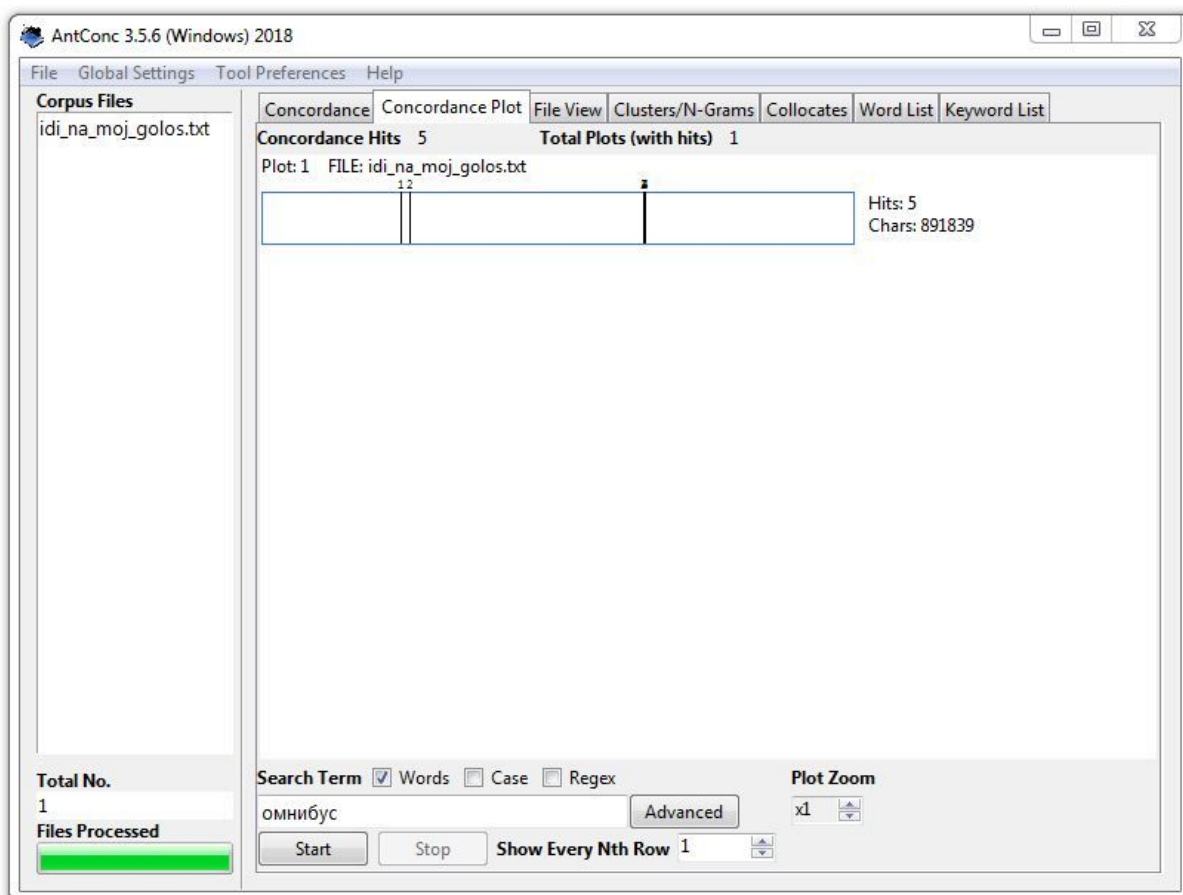 AntConc 3.5.6 (Windows) 2018
File Global Settings Tool Preferences Help
Corpus Files
idi_na_moj_golos.txt
Concordance Concordance Plot File View Clusters/N-Grams Collocates Word List Keyword List
Concordance Hits 5 Total Plots (with hits) 1
Plot: 1 FILE: idi_na_moj_golos.txt
1 2
Hits: 5
Chars: 891839
Total No.
1
Files Processed
Search Term Words Case Regex
Plot Zoom
омнибус
Advanced
x1
Start Stop Show Every Nth Row 1